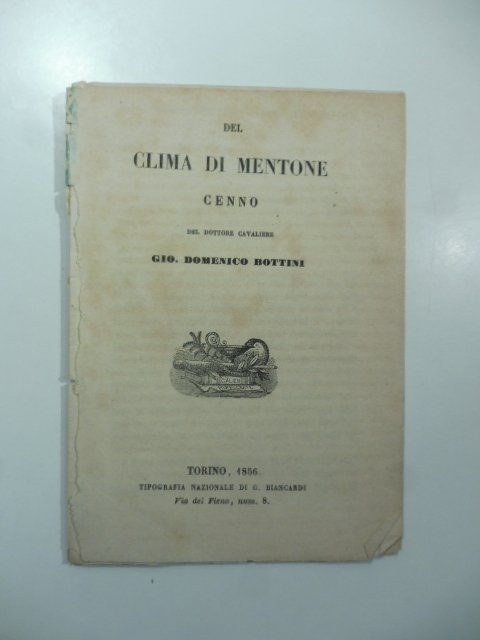 DEL
CLIMA DI MENTONE
CENNO
DEL DOTTORE CAVALIERE
GIO. DOMENICO BOTTINI
TORINO, 1856
TIPOGRAFIA NAZIONALE DI G. BIANCARDI
Via del Fieno, num. 8.